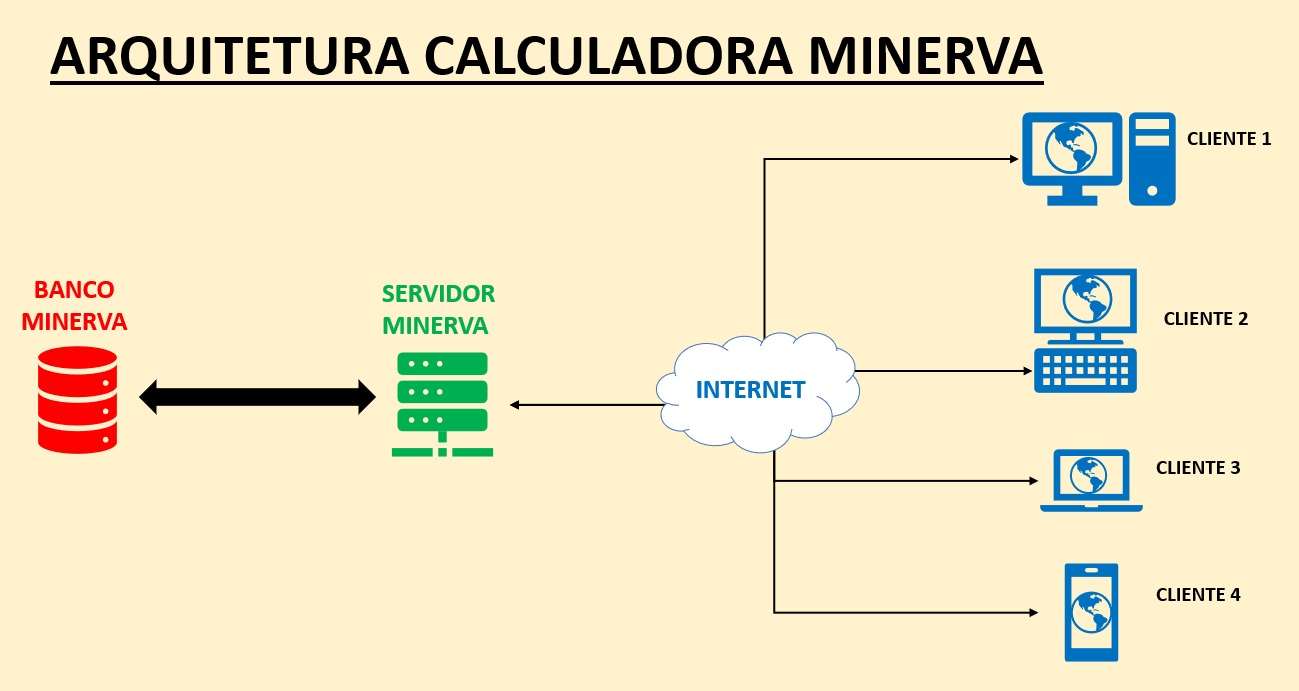 ARQUITETURA CALCULADORA MINERVA
CLIENTE 1
BANCO
MINERVA
SERVIDOR
MINERVA
CLIENTE 2
INTERNET
CLIENTE 3
CLIENTE 4